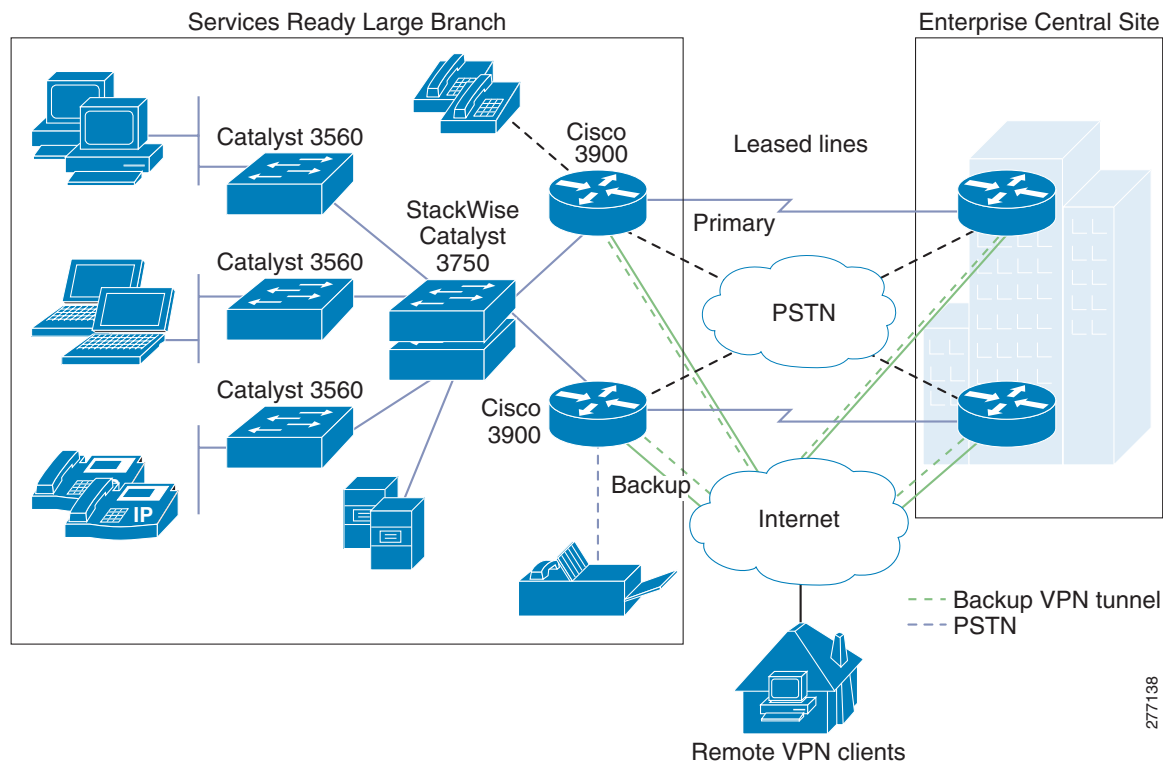 Services Ready Large Branch
Enterprise Central Site
Catalyst 3560
Cisco
3900
Leased lines
StackWise
Catalyst
3750
Primary
Catalyst 3560
PSTN
Catalyst 3560
Cisco
3900
IP
Backup
Internet
Backup VPN tunnel
PSTN
Remote VPN clients
277138